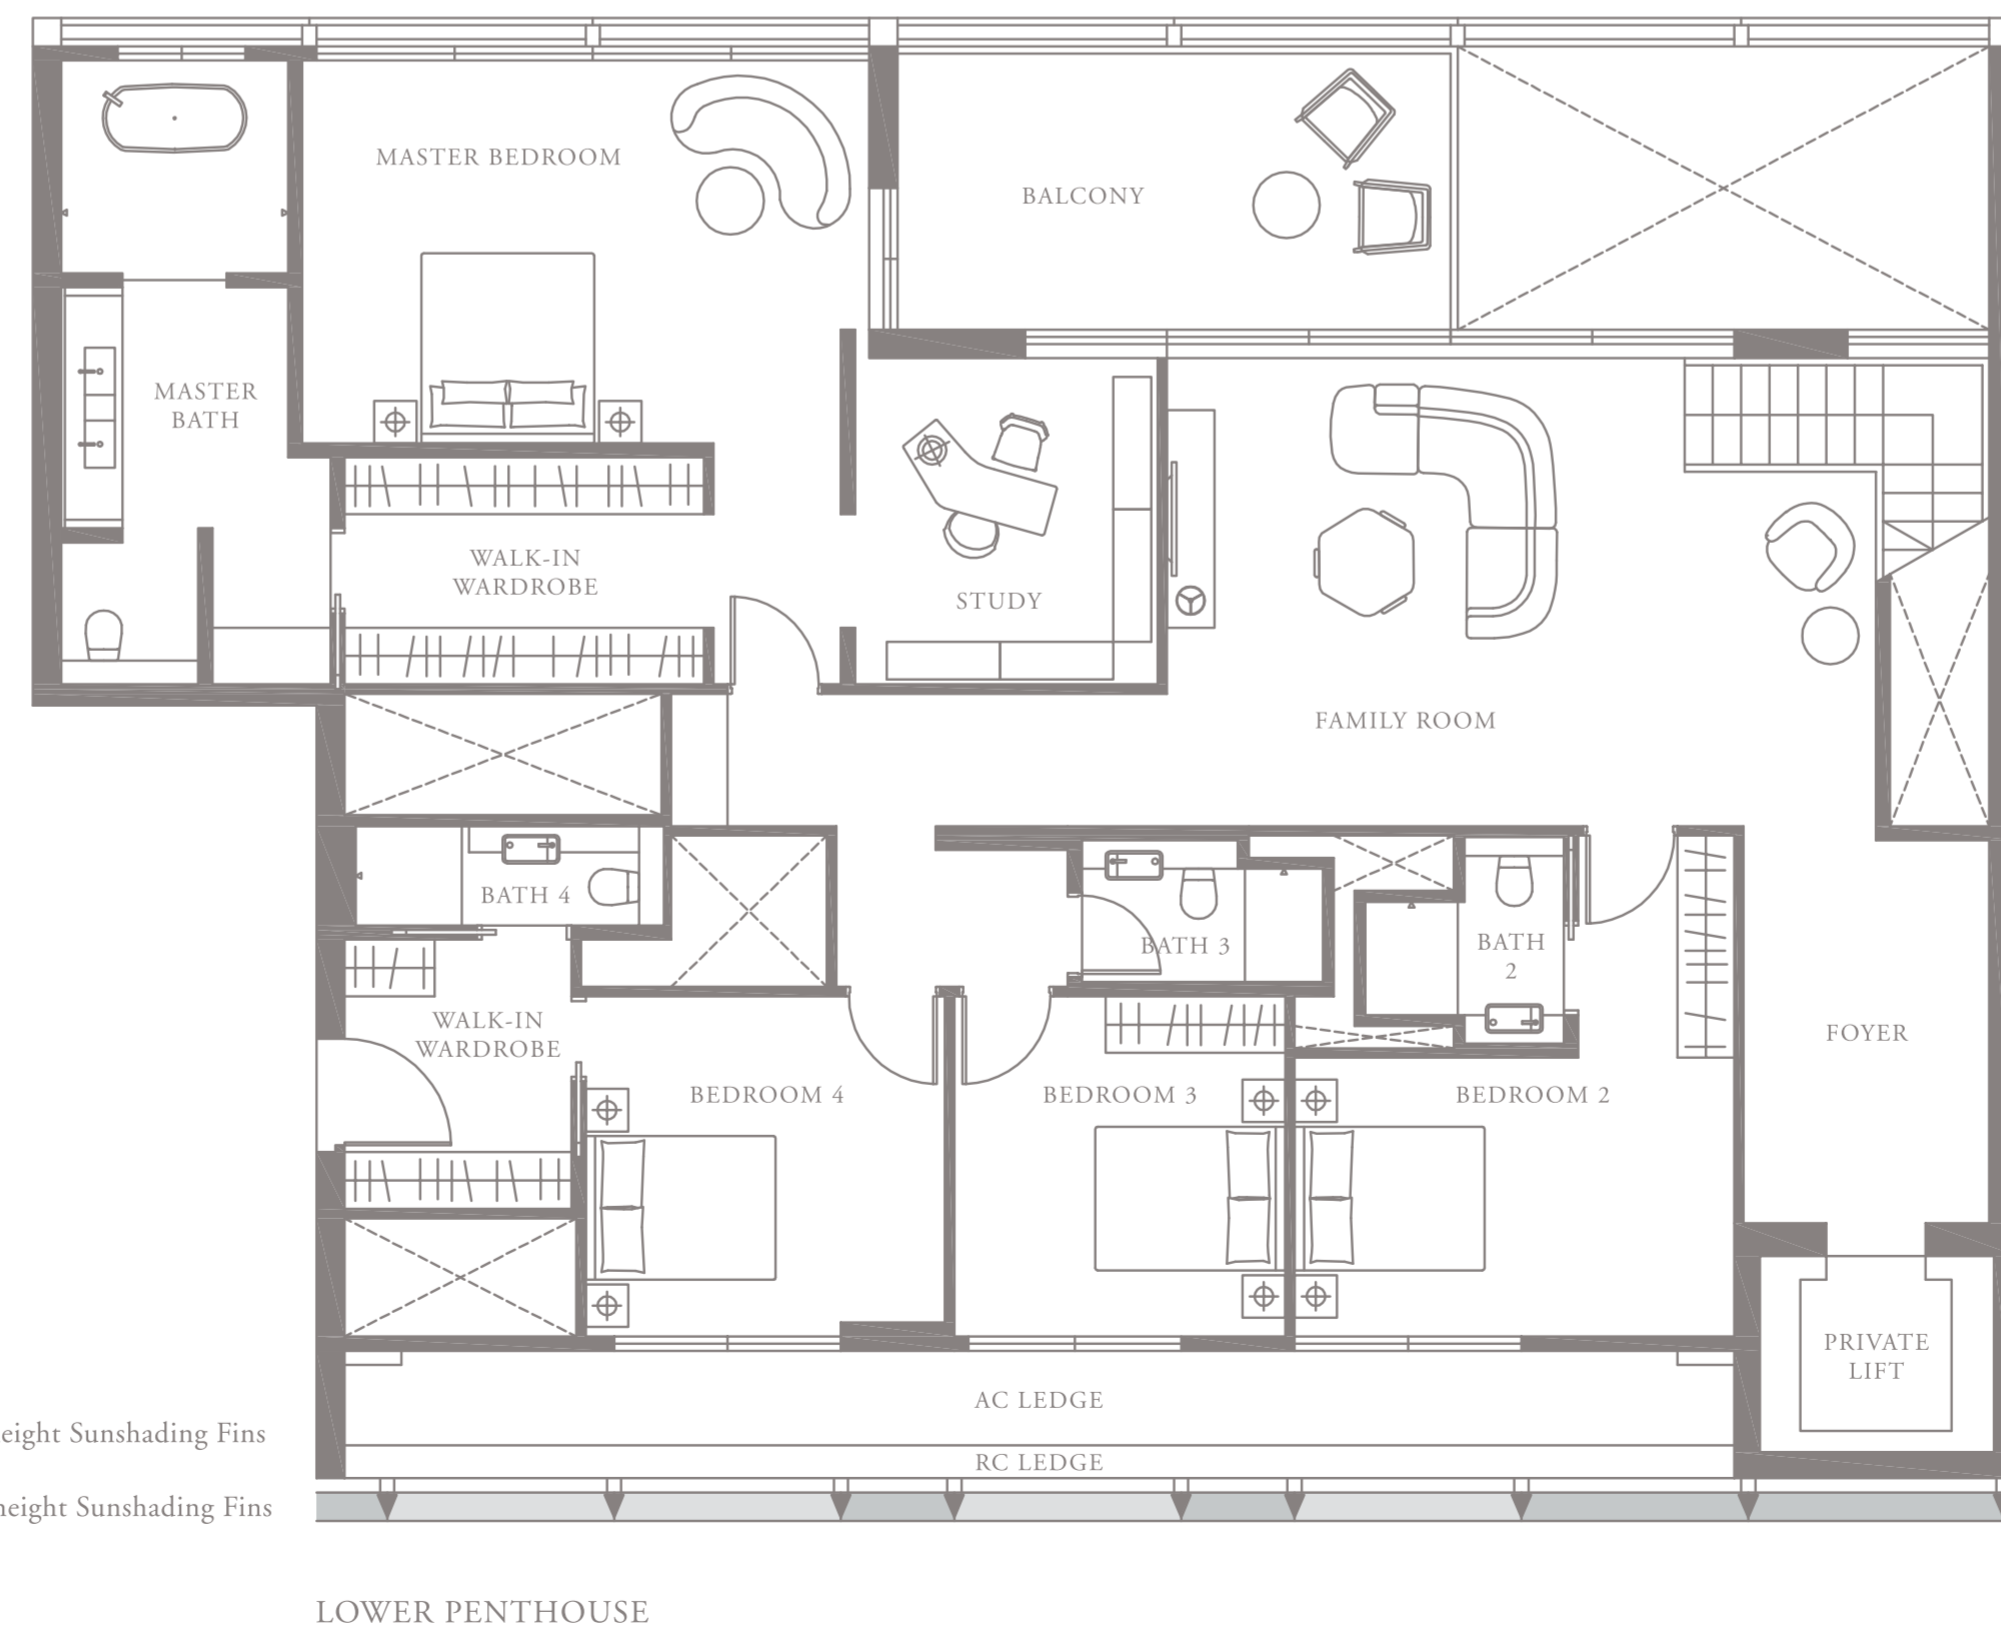 MASTER BEDROOM
BALCONY
MASTER
BATH
WALK-IN
WARDROBE
STUDY
FAMILY ROOM
BATH 4
BATH 3
BATH
2
WALK-IN
WARDROBE
FOYER
BEDROOM 4
BEDROOM 3
BEDROOM 2
PRIVATE
LIFT
AC LEDGE
RC LEDGE
Sunshading Fins
Sunshading Fins
LOWER PENTHOUSE